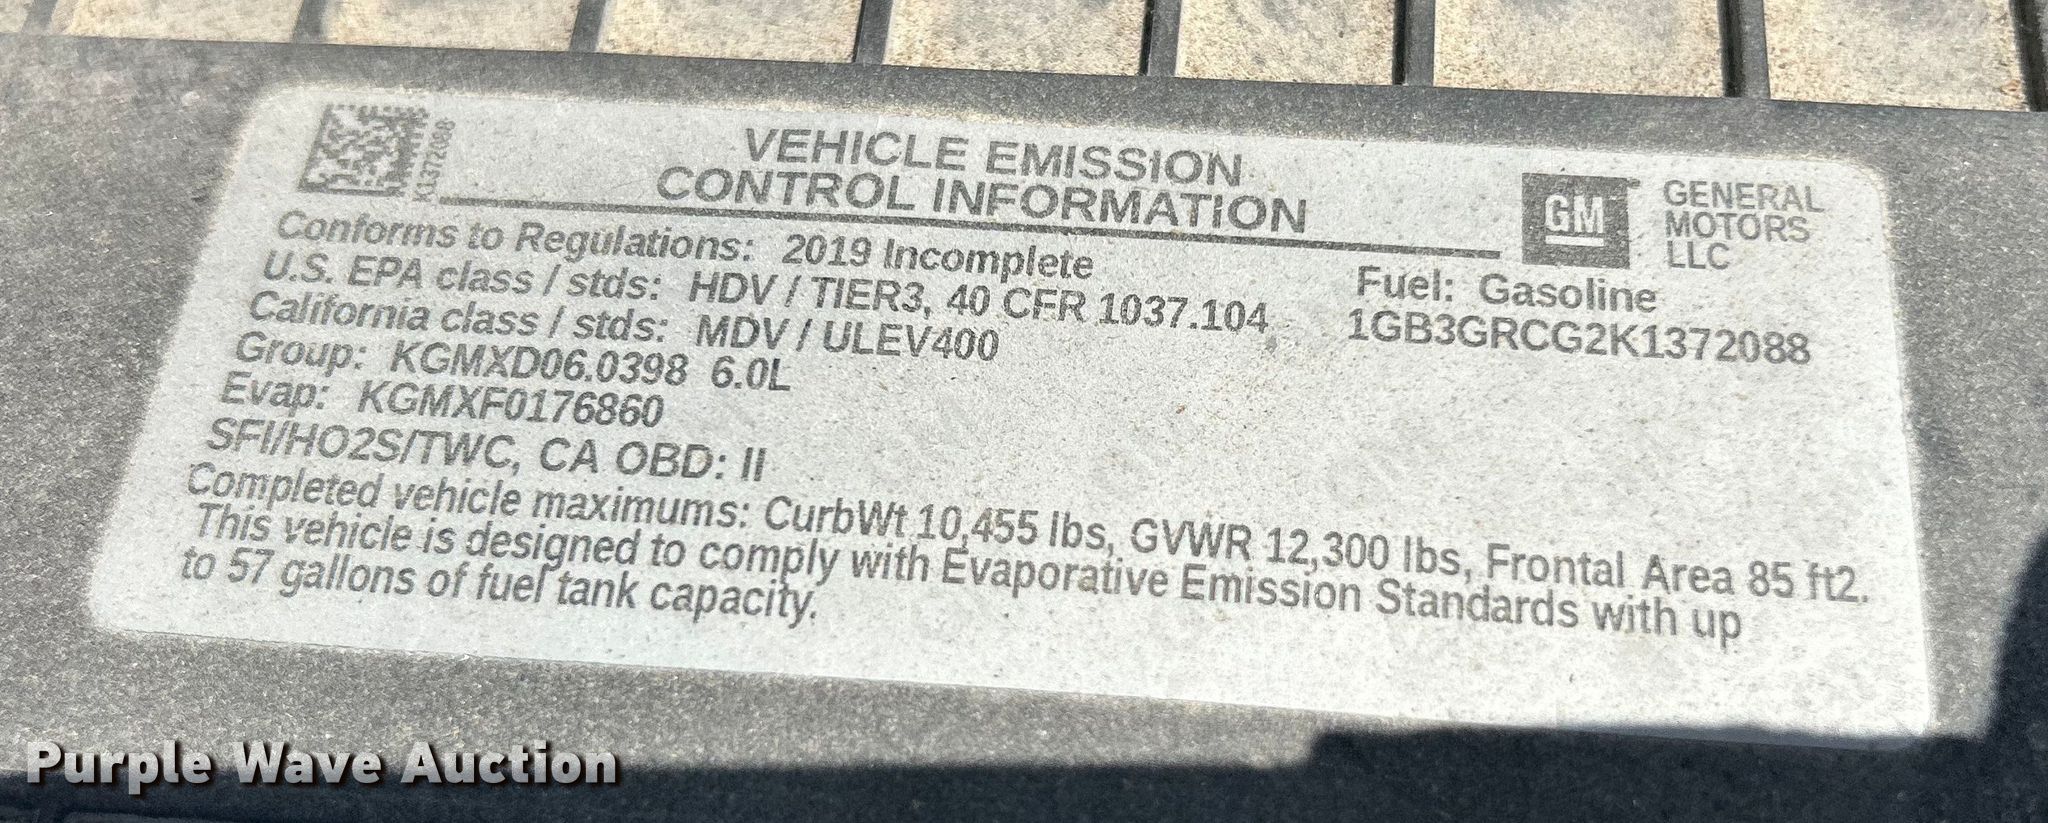 K1372088
VEHICLE EMISSION
CONTROL INFORMATION
GM
GENERAL
MOTORS
LLC
Conforms to Regulations: 2019 Incomplete
Fuel: Gasoline
U.S. EPA class / stds: HDV / TIER3, 40 CFR 1037.104
1GB3GRCG2K1372088
California class / stds: MDV / ULEV400
Group: KGMXD06.0398 6.0L
Evap: KGMXF0176860
SFI/HO2S/TWC, CA OBD: II
Completed vehicle maximums: CurbWt 10,455 lbs, GVWR 12,300 lbs, Frontal Area 85 ft2.
This vehicle is designed to comply with Evaporative Emission Standards with up
to 57 gallons of fuel tank capacity.
Purple Wave Auction